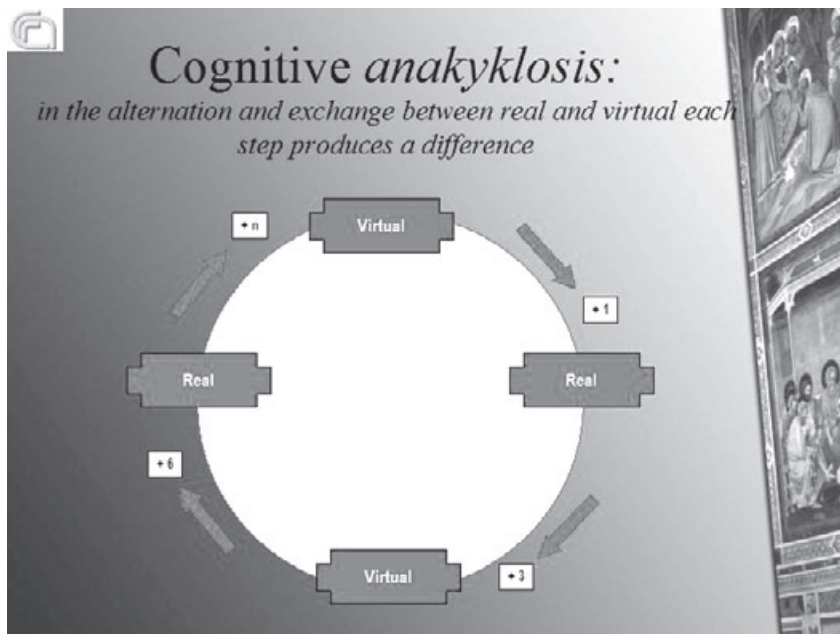 Cognitive anakyklosis:
in the alternation and exchange between real and virtual each
step produces a difference
+ n
Virtual
+ 1
Real
Real
+ 6
Virtual
+ 3